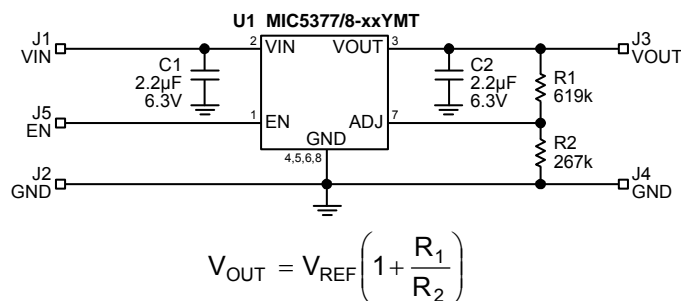 U1 MIC5377/8-xxYMT
J1
VIN
2
VIN
VOUT
3
J3
VOUT
C1
2.2µF
6.3V
C2
2.2µF
6.3V
R1
619k
J5
EN
1
EN
ADJ
7
GND
4,5,6,8
R2
267k
J2
GND
J4
GND
V_OUT = V_REF(1 + R_1/R_2)